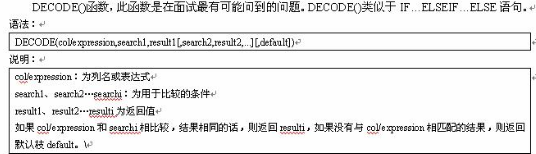 DECODE()函数，此函数是在面试最有可能问到的问题。DECODE()类似于 IF…ELSEIF…ELSE 语句。
语法：
DECODE(col/expression,search1,result1[,search2,result2,...][,default])
说明：
col/expression：为列名或表达式
search1、search2…searchi：为用于比较的条件
result1、result2…resulti 为返回值
如果 col/expression 和 searchi 相比较，结果相同的话，则返回 resulti，如果没有与 col/expression 相匹配的结果，则返回
默认枝 default。\